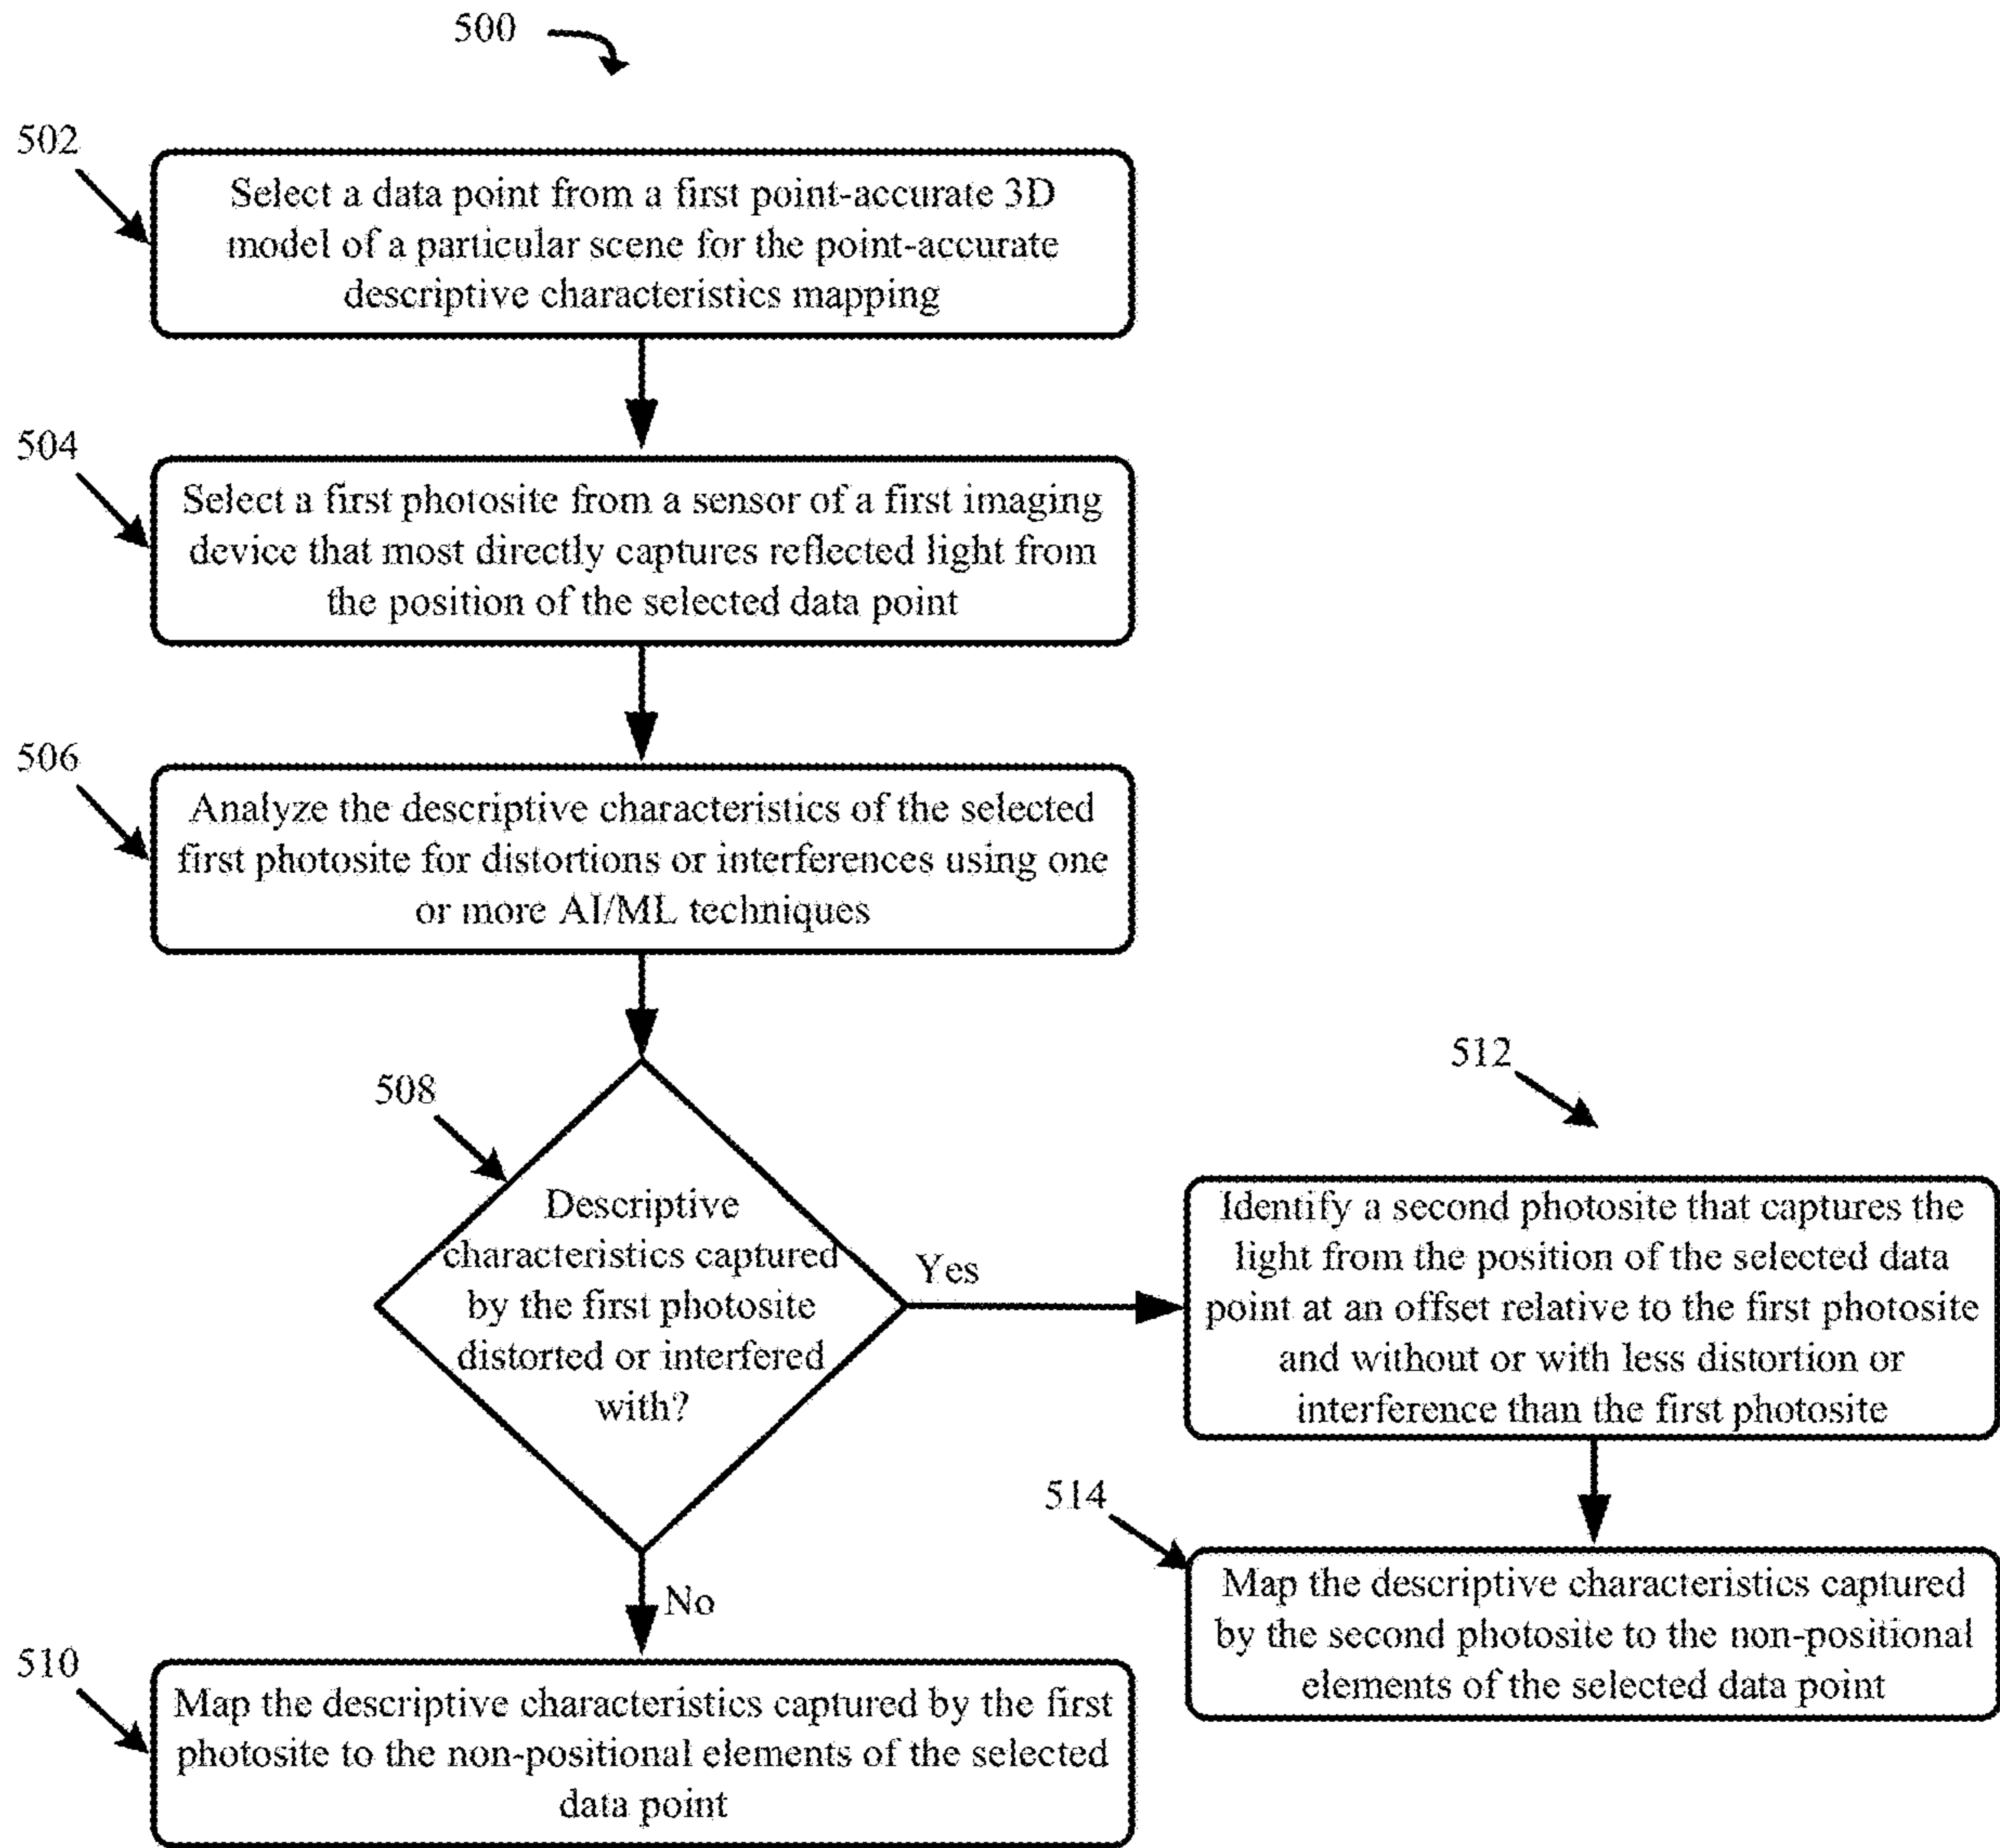 500
502
Select a data point from a first point-accurate 3D
model of a particular scene for the point-accurate
descriptive characteristics mapping
504
Select a first photosite from a sensor of a first imaging
device that most directly captures reflected light from
the position of the selected data point
506
Analyze the descriptive characteristics of the selected
first photosite for distortions or interferences using one
or more AI/ML techniques
508
Descriptive
characteristics captured
by the first photosite
distorted or interfered
with?
Yes
512
Identify a second photosite that captures the
light from the position of the selected data
point at an offset relative to the first photosite
and without or with less distortion or
interference than the first photosite
514
Map the descriptive characteristics captured
by the second photosite to the non-positional
elements of the selected data point
No
510
Map the descriptive characteristics captured by the first
photosite to the non-positional elements of the selected
data point